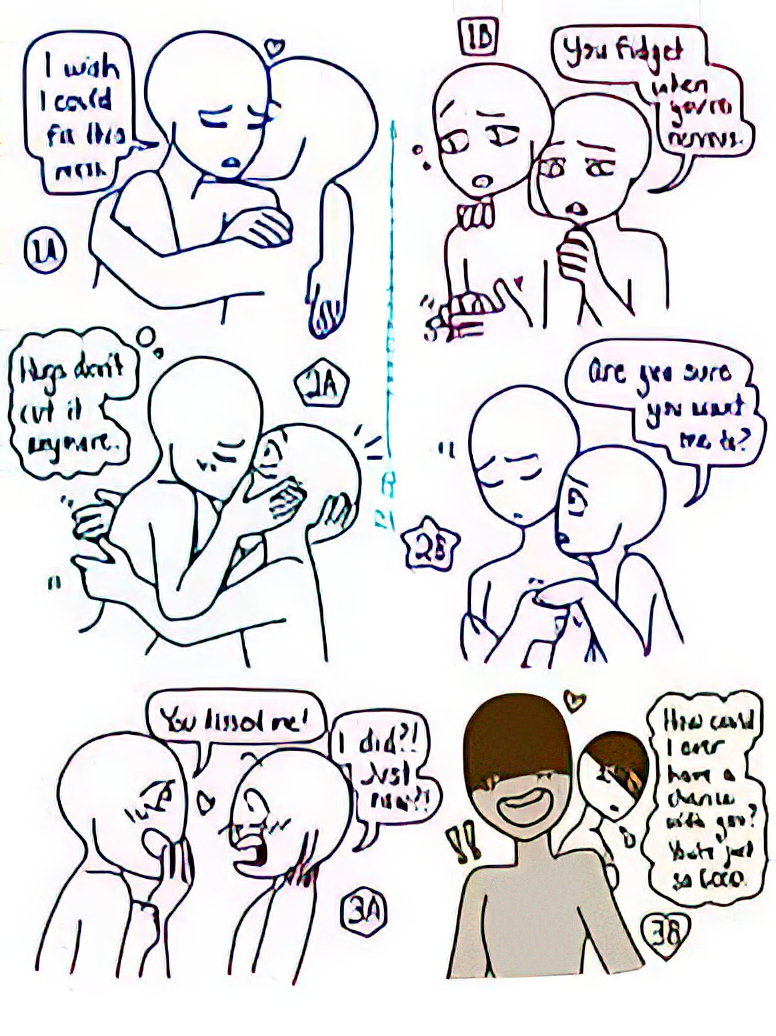 I wish
I could
fix this
mess.
1A
1B
You fidget
when
you're
nervous.
Hugs don't
cut it
anymore.
2A
Are you sure
you want
me to?
2B
You kissed me!
I did?!
Just
now?!
3A
How could
I ever
have a
chance
with you?
You're just
so COOL.
3B